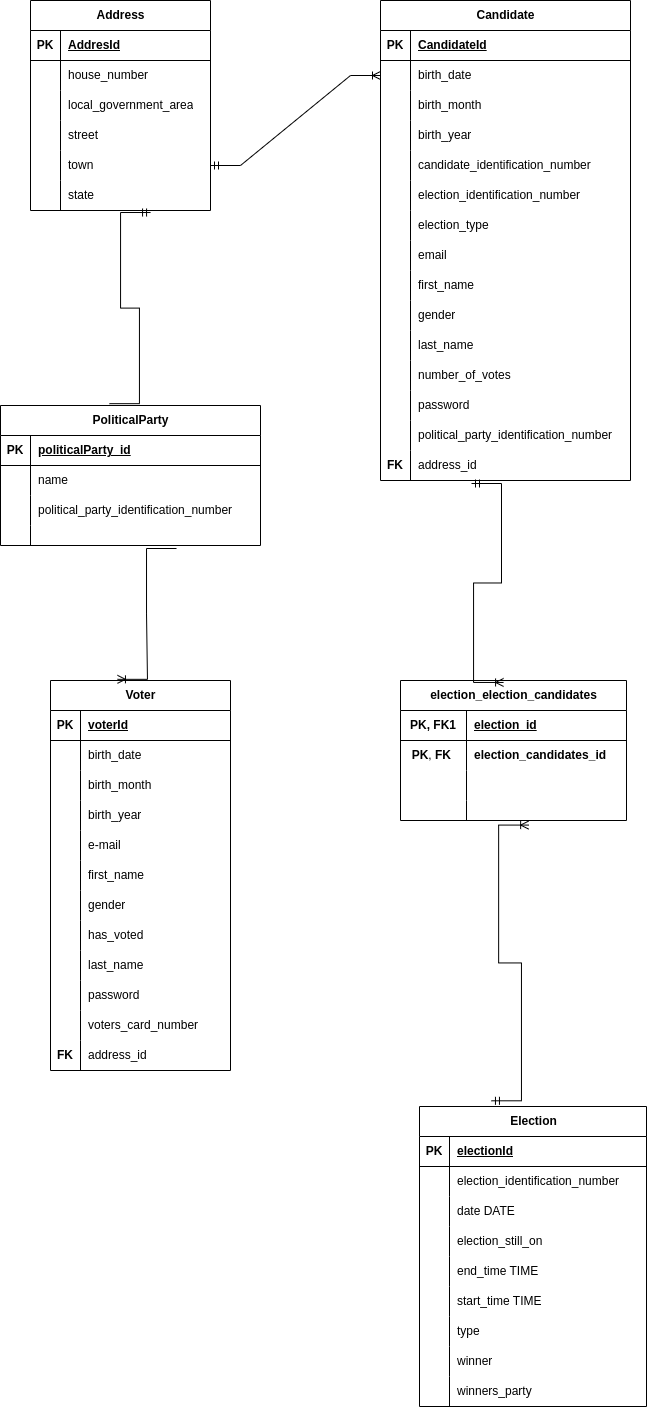 Address
PK AddresId
house_number
local_government_area
street
town
state
Candidate
PK CandidateId
birth_date
birth_month
birth_year
candidate_identification_number
election_identification_number
election_type
email
first_name
gender
last_name
number_of_votes
password
political_party_identification_number
FK address_id
PoliticalParty
PK politicalParty_id
name
political_party_identification_number
Voter
PK voterId
birth_date
birth_month
birth_year
e-mail
first_name
gender
has_voted
last_name
password
voters_card_number
FK address_id
election_election_candidates
PK, FK1 election_id
PK, FK election_candidates_id
Election
PK electionId
election_identification_number
date DATE
election_still_on
end_time TIME
start_time TIME
type
winner
winners_party